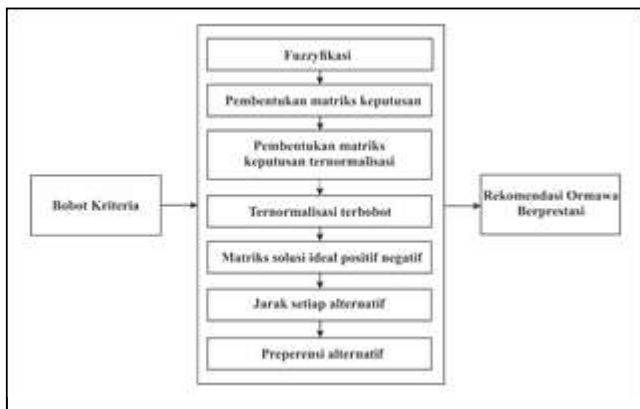 Fuzzyfikasi
Pembentukan matriks keputusan
Pembentukan matriks
keputusan ternormalisasi
Bobot Kriteria
Ternormalisasi terbobot
Rekomendasi Ormawa
Berprestasi
Matriks solusi ideal positif negatif
Jarak setiap alternatif
Preperensi alternatif